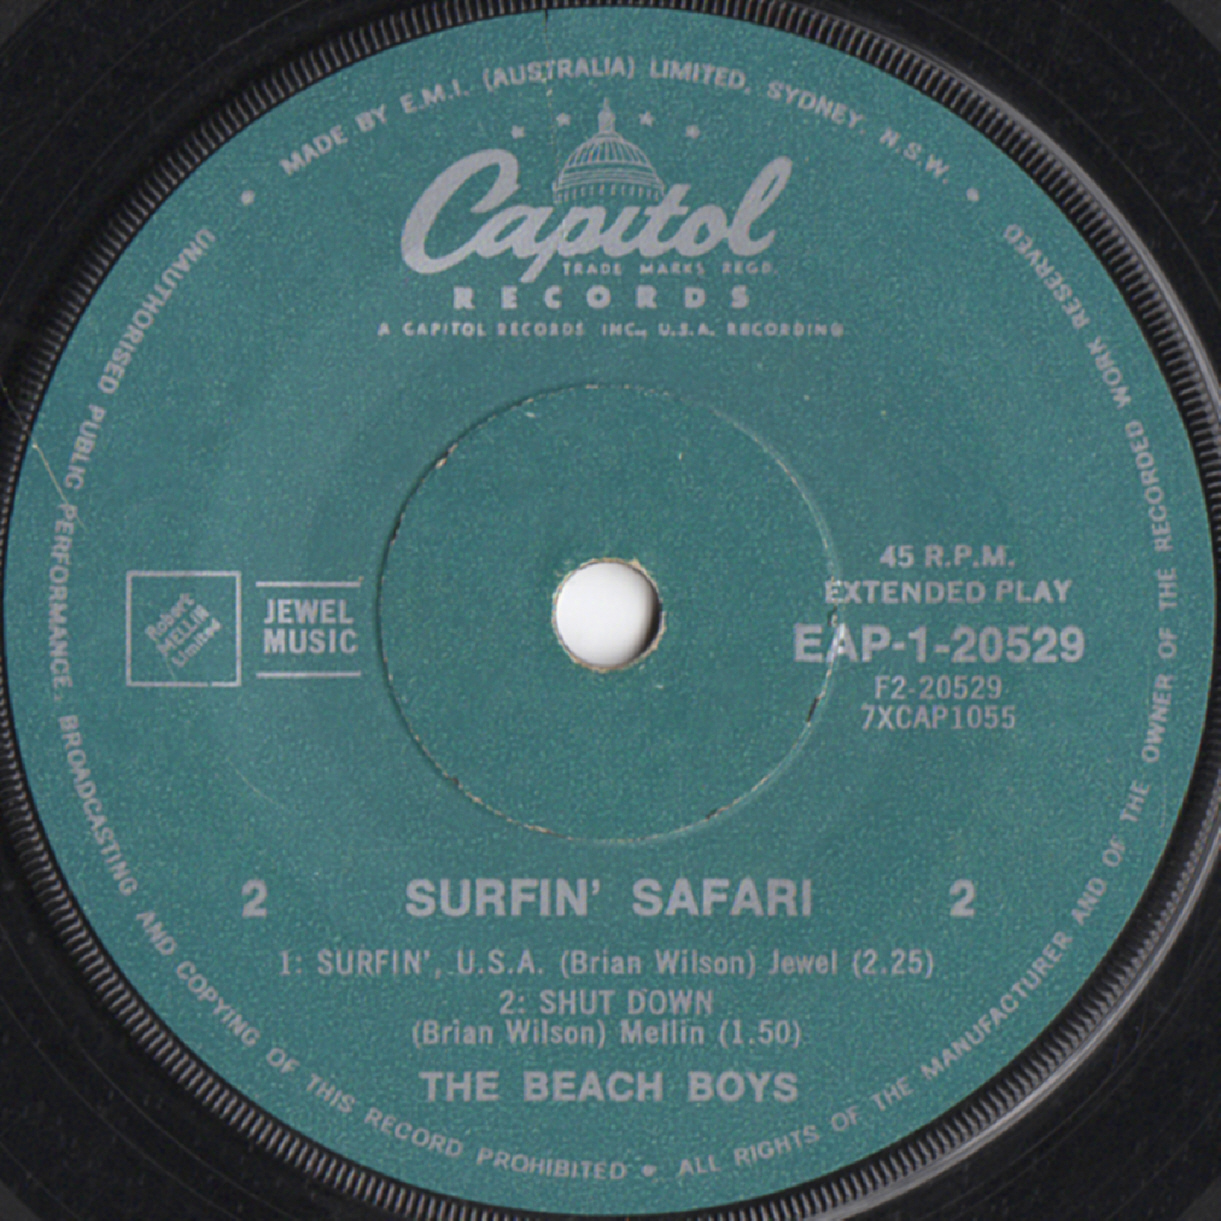 MADE BY E.M.I. (AUSTRALIA) LIMITED, SYDNEY. N.S.W.
Capitol
TRADE MARKS REGD.
RECORDS
A CAPITOL RECORDS INC., U.S.A. RECORDING
Robert
MELLIN
Limited
JEWEL
MUSIC
45 R.P.M.
EXTENDED PLAY
EAP-1-20529
F2-20529
7XCAP1055
2 SURFIN' SAFARI 2
1: SURFIN', U.S.A. (Brian Wilson) Jewel (2.25)
2: SHUT DOWN
(Brian Wilson) Mellin (1.50)
THE BEACH BOYS
UNAUTHORISED PUBLIC PERFORMANCE, BROADCASTING AND COPYING OF THIS RECORD PROHIBITED • ALL RIGHTS OF THE MANUFACTURER AND OF THE OWNER OF THE RECORDED WORK RESERVED